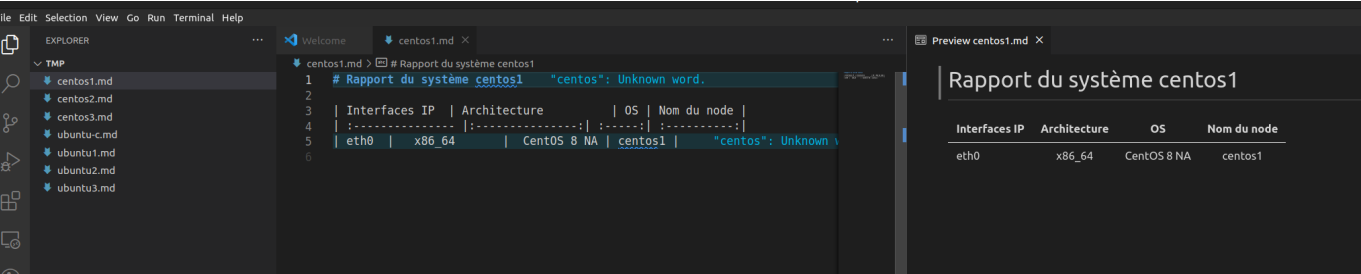 ile Edit Selection View Go Run Terminal Help
EXPLORER ...
TMP
centos1.md
centos2.md
centos3.md
ubuntu-c.md
ubuntu1.md
ubuntu2.md
ubuntu3.md
Welcome centos1.md ...
centos1.md > # Rapport du système centos1
1 # Rapport du système centos1 "centos": Unknown word.
2
3 | Interfaces IP | Architecture | OS | Nom du node |
4 | :-------------- |:---------------:| :-----:| :----------:|
5 | eth0 | x86_64 | CentOS 8 NA | centos1 | "centos": Unknown
6
Preview centos1.md
Rapport du système centos1
Interfaces IP Architecture OS Nom du node
eth0 x86_64 CentOS 8 NA centos1